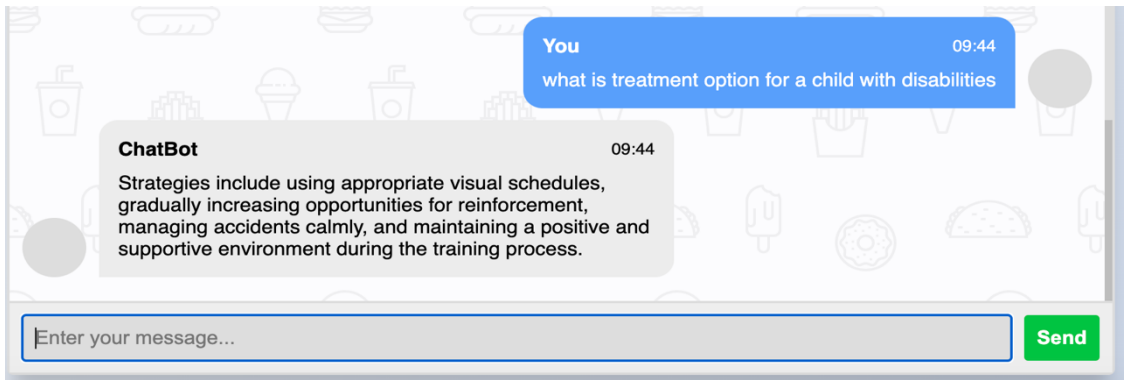 You 09:44
what is treatment option for a child with disabilities
ChatBot 09:44
Strategies include using appropriate visual schedules,
gradually increasing opportunities for reinforcement,
managing accidents calmly, and maintaining a positive and
supportive environment during the training process.
Enter your message... Send